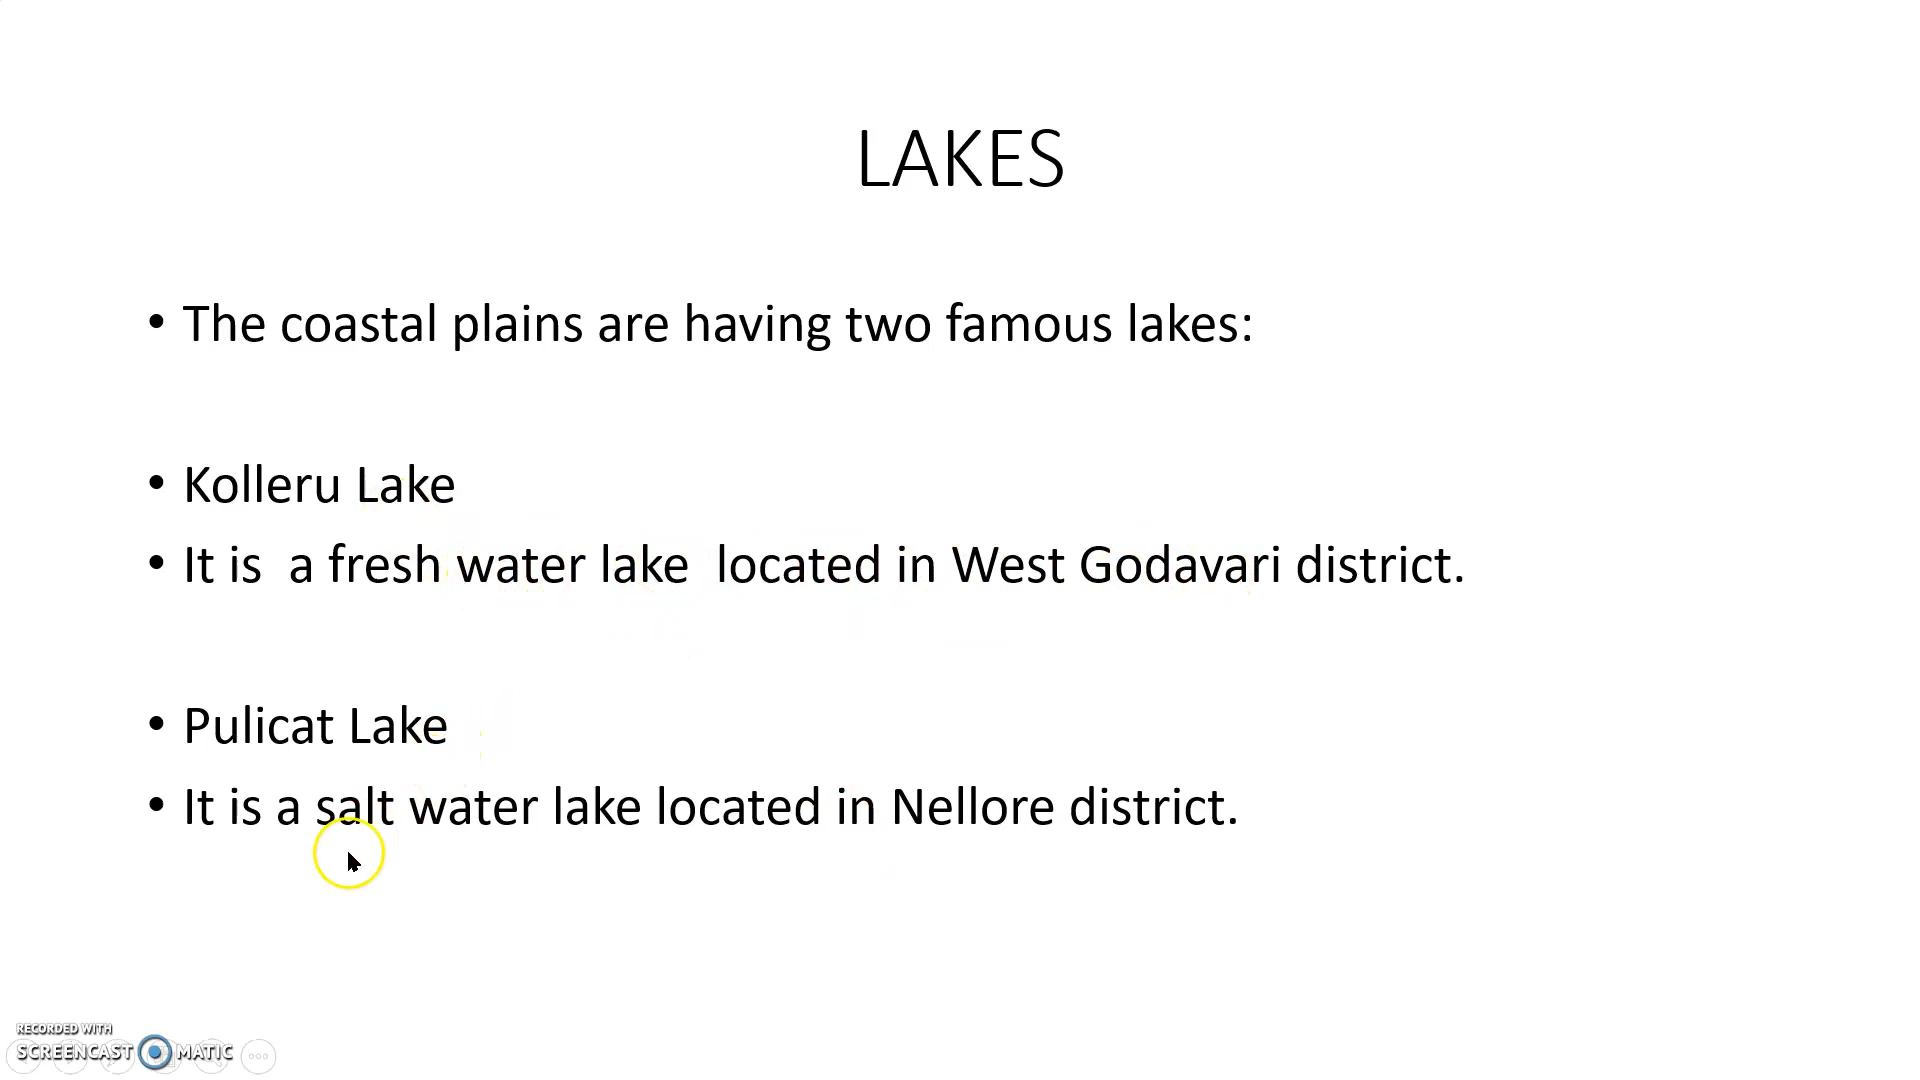 LAKES
• The coastal plains are having two famous lakes:
• Kolleru Lake
• It is  a fresh water lake  located in West Godavari district.
• Pulicat Lake
• It is a salt water lake located in Nellore district.
RECORDED WITH
SCREENCAST MATIC